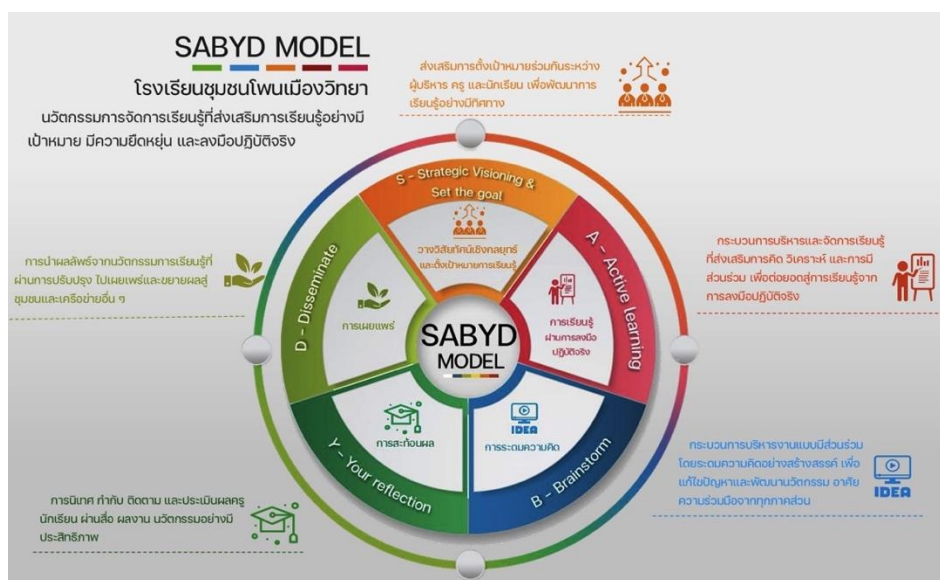 SABYD MODEL
โรงเรียนชุมชนโพนเมืองวิทยา
นวัตกรรมการจัดการเรียนรู้ที่ส่งเสริมการเรียนรู้อย่างมี
เป้าหมาย มีความยืดหยุ่น และลงมือปฏิบัติจริง
ส่งเสริมการตั้งเป้าหมายร่วมกันระหว่าง
ผู้บริหาร ครู และนักเรียน เพื่อพัฒนาการ
เรียนรู้อย่างมีทิศทาง
S - Strategic Visioning &
Set the goal
วางวิสัยทัศน์เชิงกลยุทธ์
และตั้งเป้าหมายการเรียนรู้
A - Active learning
การเรียนรู้
ผ่านการลงมือ
ปฏิบัติจริง
กระบวนการบริหารและจัดการเรียนรู้
ที่ส่งเสริมการคิด วิเคราะห์ และการมี
ส่วนร่วม เพื่อต่อยอดสู่การเรียนรู้จาก
การลงมือปฏิบัติจริง
การนำผลลัพธ์จากนวัตกรรมการเรียนรู้ที่
ผ่านการปรับปรุง ไปเผยแพร่และขยายผลสู่
ชุมชนและเครือข่ายอื่น ๆ
D - Disseminate
การเผยแพร่
SABYD
MODEL
Y - Your reflection
การสะท้อนผล
IDEA
การระดมความคิด
B - Brainstorm
กระบวนการบริหารงานแบบมีส่วนร่วม
โดยระดมความคิดอย่างสร้างสรรค์ เพื่อ
แก้ไขปัญหาและพัฒนานวัตกรรม อาศัย
ความร่วมมือจากทุกภาคส่วน
IDEA
การนิเทศ กำกับ ติดตาม และประเมินผลครู
นักเรียน ผ่านสื่อ ผลงาน นวัตกรรมอย่างมี
ประสิทธิภาพ